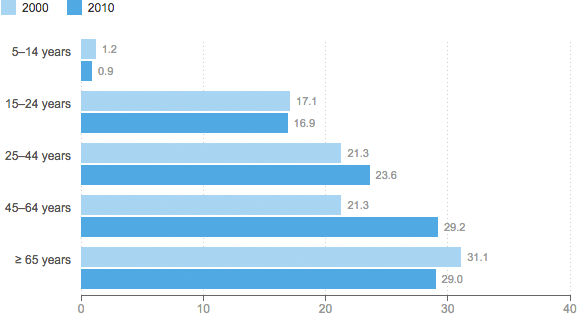 2000 2010
5–14 years 1.2
0.9
15–24 years 17.1
16.9
25–44 years 21.3
23.6
45–64 years 21.3
29.2
≥ 65 years 31.1
29.0
0 10 20 30 40